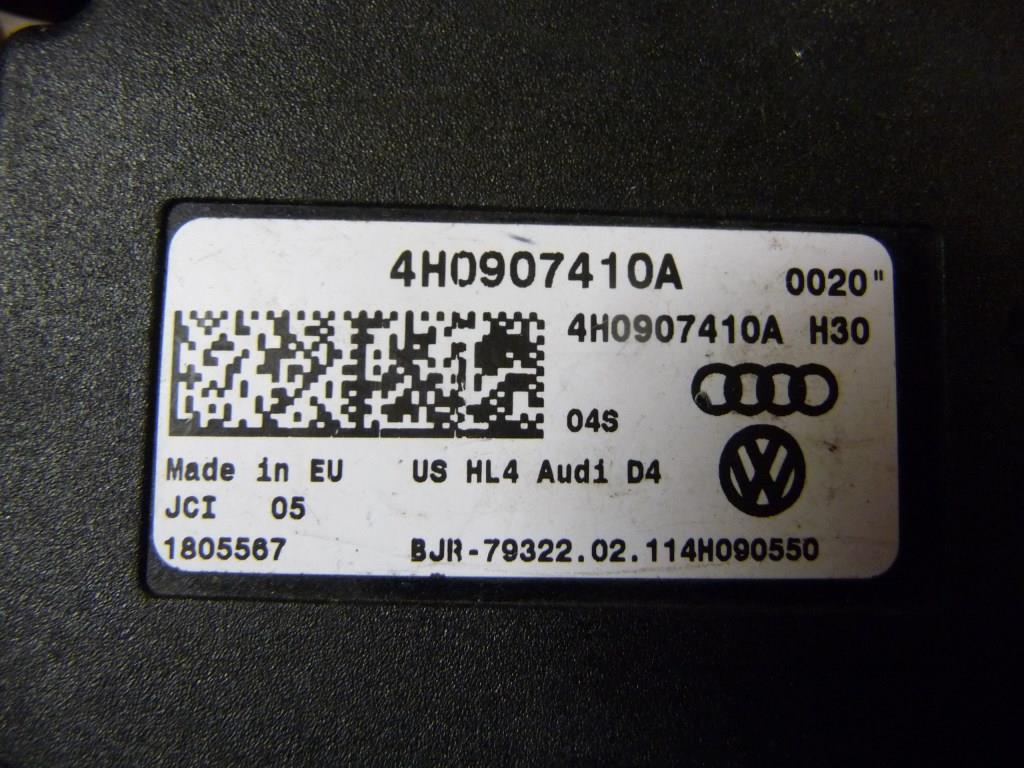 4H0907410A 0020"
4H0907410A H30
04S
Made in EU US HL4 Audi D4
JCI 05
1805567 BJR-79322.02.114H090550